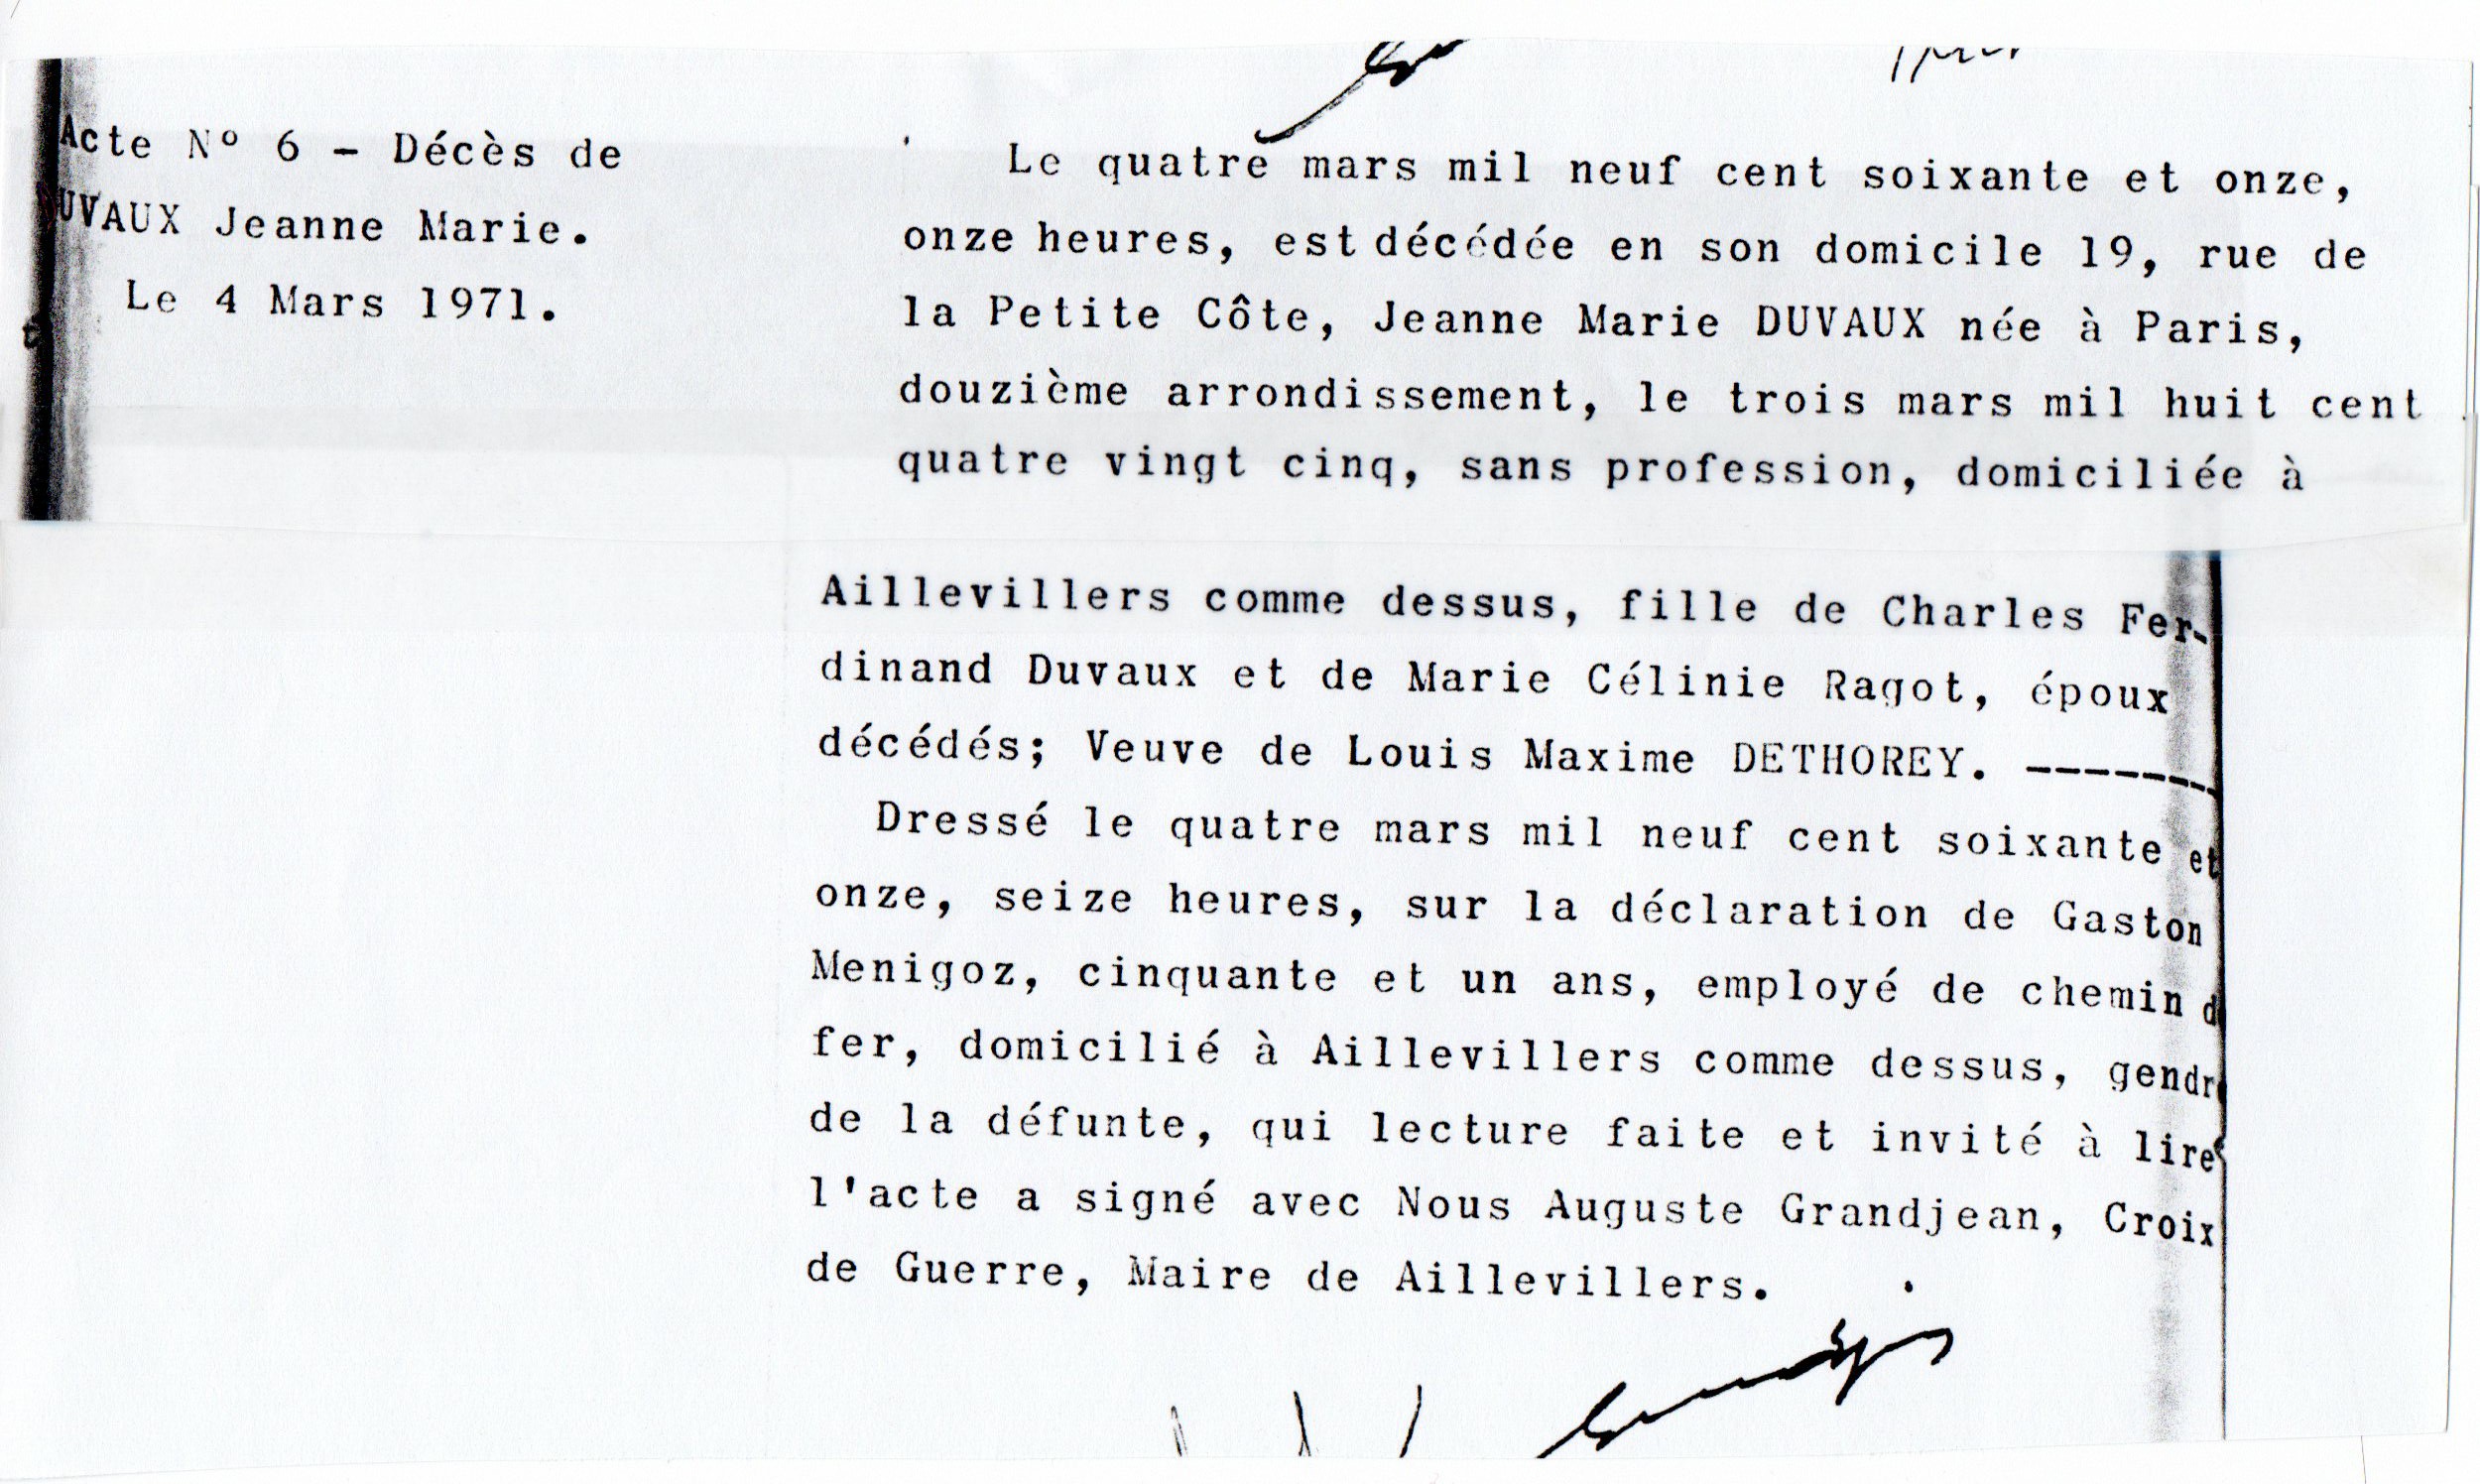 Acte Nº 6 - Décès de
UVAUX Jeanne Marie.
Le 4 Mars 1971.
Le quatre mars mil neuf cent soixante et onze,
onze heures, est décédée en son domicile 19, rue de
la Petite Côte, Jeanne Marie DUVAUX née à Paris,
douzième arrondissement, le trois mars mil huit cent
quatre vingt cinq, sans profession, domiciliée à
Aillevillers comme dessus, fille de Charles Fer-
dinand Duvaux et de Marie Célinie Ragot, époux
décédés; Veuve de Louis Maxime DETHOREY. -------
Dressé le quatre mars mil neuf cent soixante et
onze, seize heures, sur la déclaration de Gaston
Menigoz, cinquante et un ans, employé de chemin d
fer, domicilié à Aillevillers comme dessus, gendre
de la défunte, qui lecture faite et invité à lire
l'acte a signé avec Nous Auguste Grandjean, Croix
de Guerre, Maire de Aillevillers.